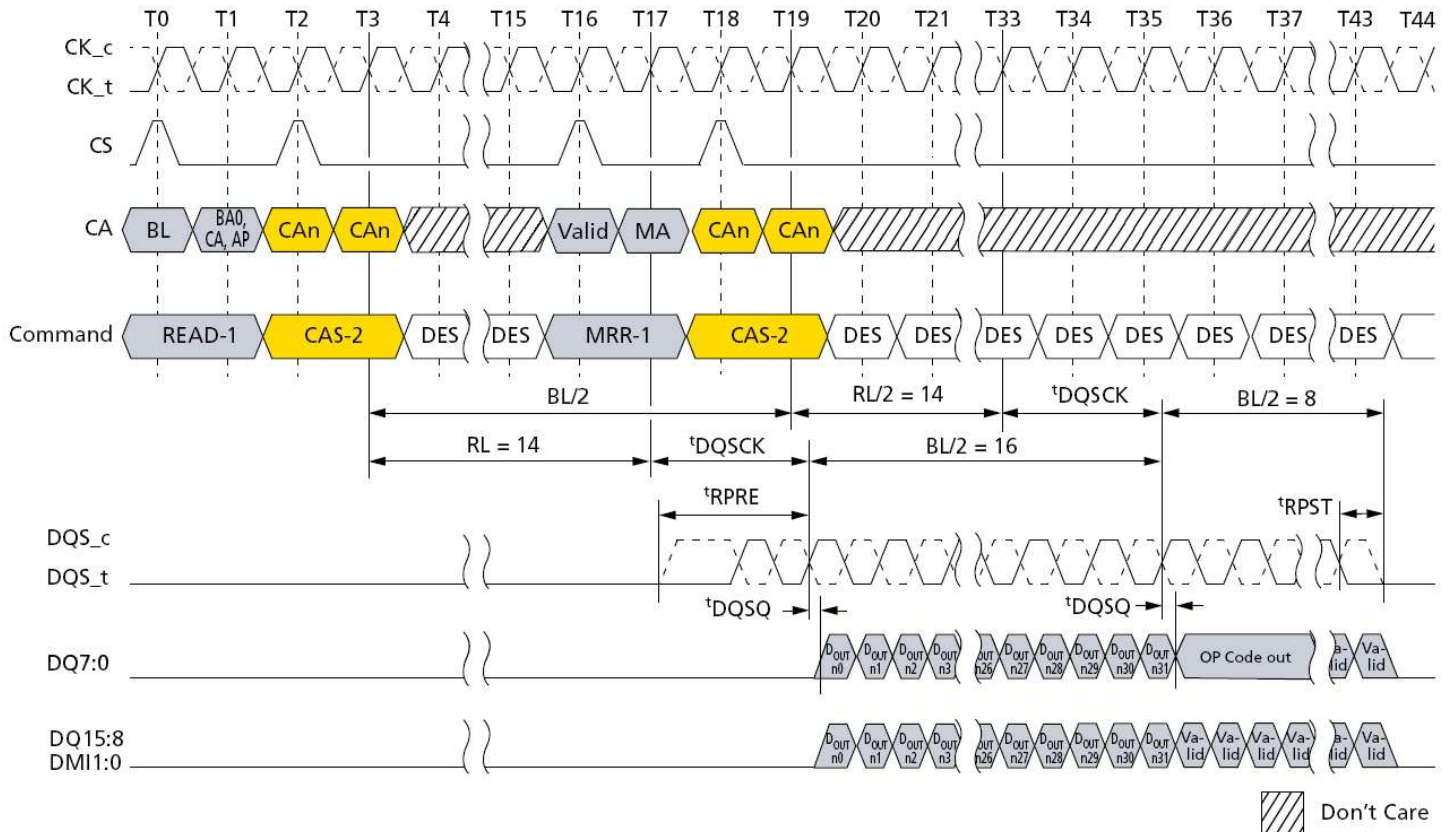 T0 T1 T2 T3 T4 T15 T16 T17 T18 T19 T20 T21 T33 T34 T35 T36 T37 T43 T44
CK_c
CK_t
CS
CA BL BA0, CA, AP CAn CAn Valid MA CAn CAn
Command READ-1 CAS-2 DES DES MRR-1 CAS-2 DES DES DES DES DES DES DES DES
BL/2 RL/2 = 14 tDQSCK BL/2 = 8
RL = 14 tDQSCK BL/2 = 16
tRPRE tRPST
DQS_c
DQS_t
tDQSQ tDQSQ
DQ7:0 DOUT n0 DOUT n1 DOUT n2 DOUT n3 DOUT n26 DOUT n27 DOUT n28 DOUT n29 DOUT n30 DOUT n31 OP Code out a-lid Va-lid
DQ15:8
DMI1:0 DOUT n0 DOUT n1 DOUT n2 DOUT n3 DOUT n26 DOUT n27 DOUT n28 DOUT n29 DOUT n30 DOUT n31 Va-lid Va-lid Va-lid Va-lid a-lid Va-lid
Don't Care